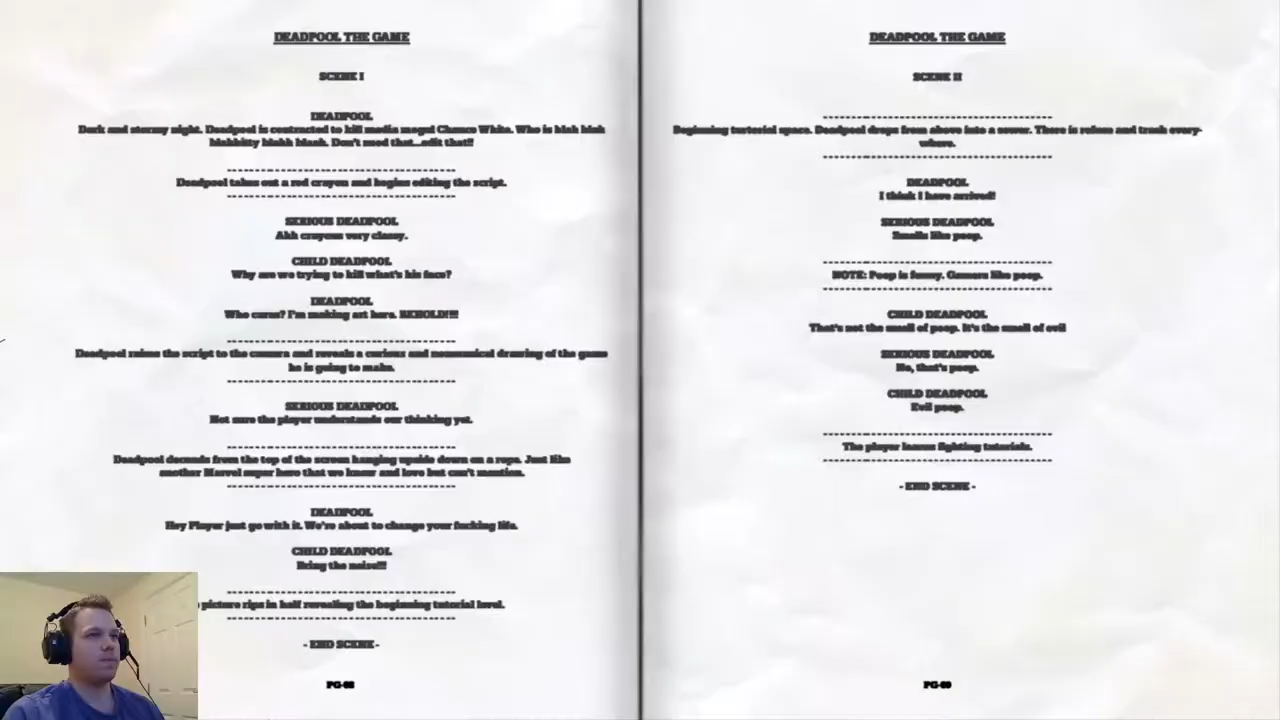 DEADPOOL THE GAME
SCENE I
DEADPOOL
Dark and stormy night. Deadpool is contracted to kill media mogul Chance White. Who is blah blah
blahbitty blahh blaah. Don't need that...edit that!!
Deadpool takes out a red crayon and begins editing the script.
SERIOUS DEADPOOL
Ahh crayons very classy.
CHILD DEADPOOL
Why are we trying to kill what's his face?
DEADPOOL
Who cares? I'm making art here. BEHOLD!!!!
Deadpool raises the script to the camera and reveals a curious and nonsensical drawing of the game
he is going to make.
SERIOUS DEADPOOL
Not sure the player understands our thinking yet.
Deadpool descends from the top of the screen hanging upside down on a rope. Just like
another Marvel super hero that we know and love but can't mention.
DEADPOOL
Hey Player just go with it. We're about to change your fucking life.
CHILD DEADPOOL
Bring the noise!!!
picture rips in half revealing the beginning tutorial level.
- END SCENE -
DEADPOOL THE GAME
SCENE II
Beginning tutorial space. Deadpool drops from above into a sewer. There is refuse and trash every-
where.
DEADPOOL
I think I have arrived!
SERIOUS DEADPOOL
Smells like poop.
NOTE: Poop is funny. Gamers like poop.
CHILD DEADPOOL
That's not the smell of poop. It's the smell of evil
SERIOUS DEADPOOL
No, that's poop.
CHILD DEADPOOL
Evil poop.
The player learns fighting tutorials.
- END SCENE -